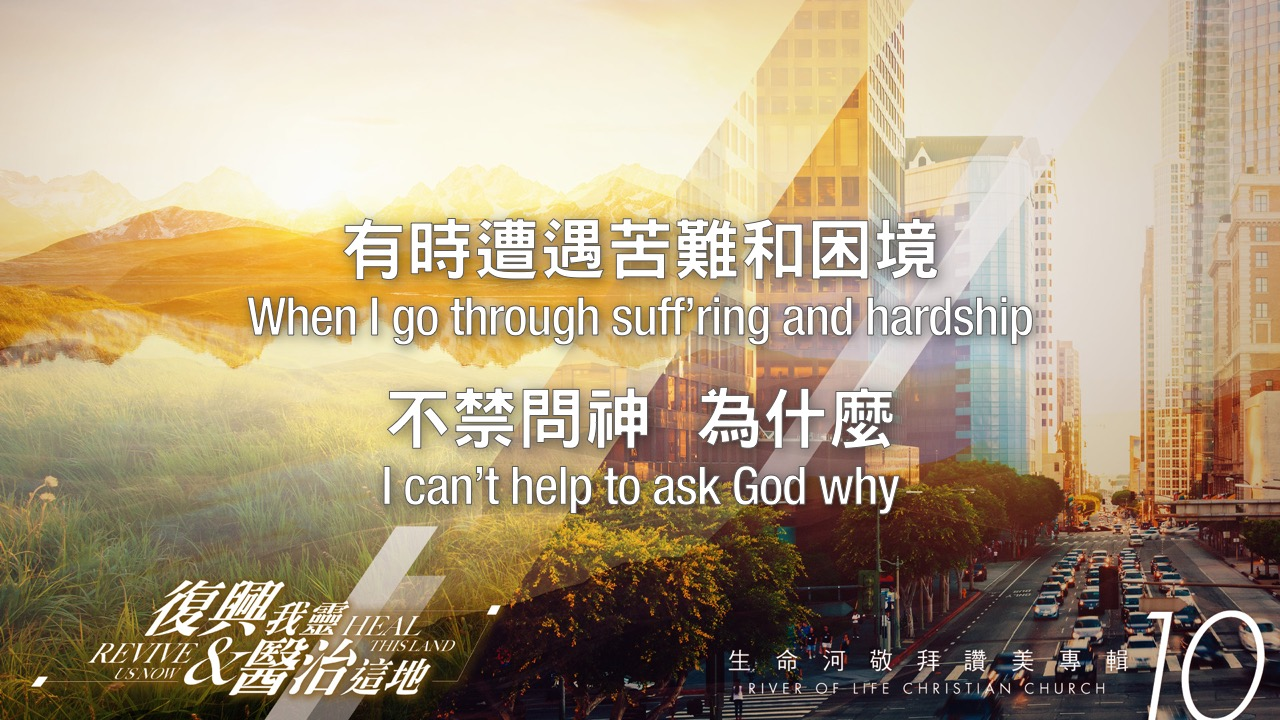 有時遭遇苦難和困境
When I go through suff’ring and hardship
不禁問神 為什麼
I can’t help to ask God why
復興我靈 HEAL THIS LAND
REVIVE US NOW & 醫治這地
生命河敬拜讚美專輯 10
RIVER OF LIFE CHRISTIAN CHURCH